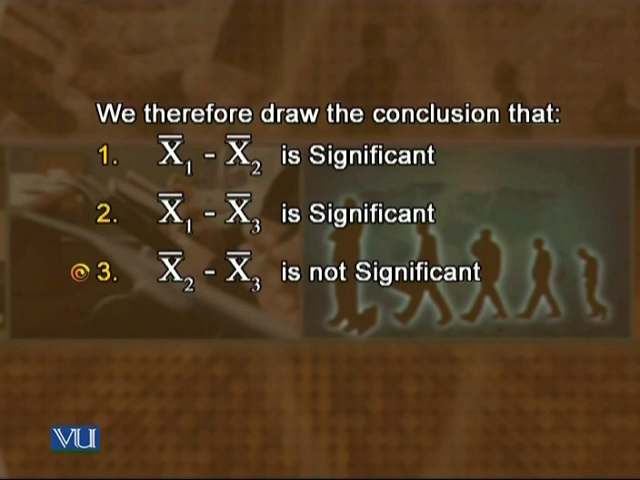 We therefore draw the conclusion that:
1. X̅₁ - X̅₂ is Significant
2. X̅₁ - X̅₃ is Significant
3. X̅₂ - X̅₃ is not Significant
VU